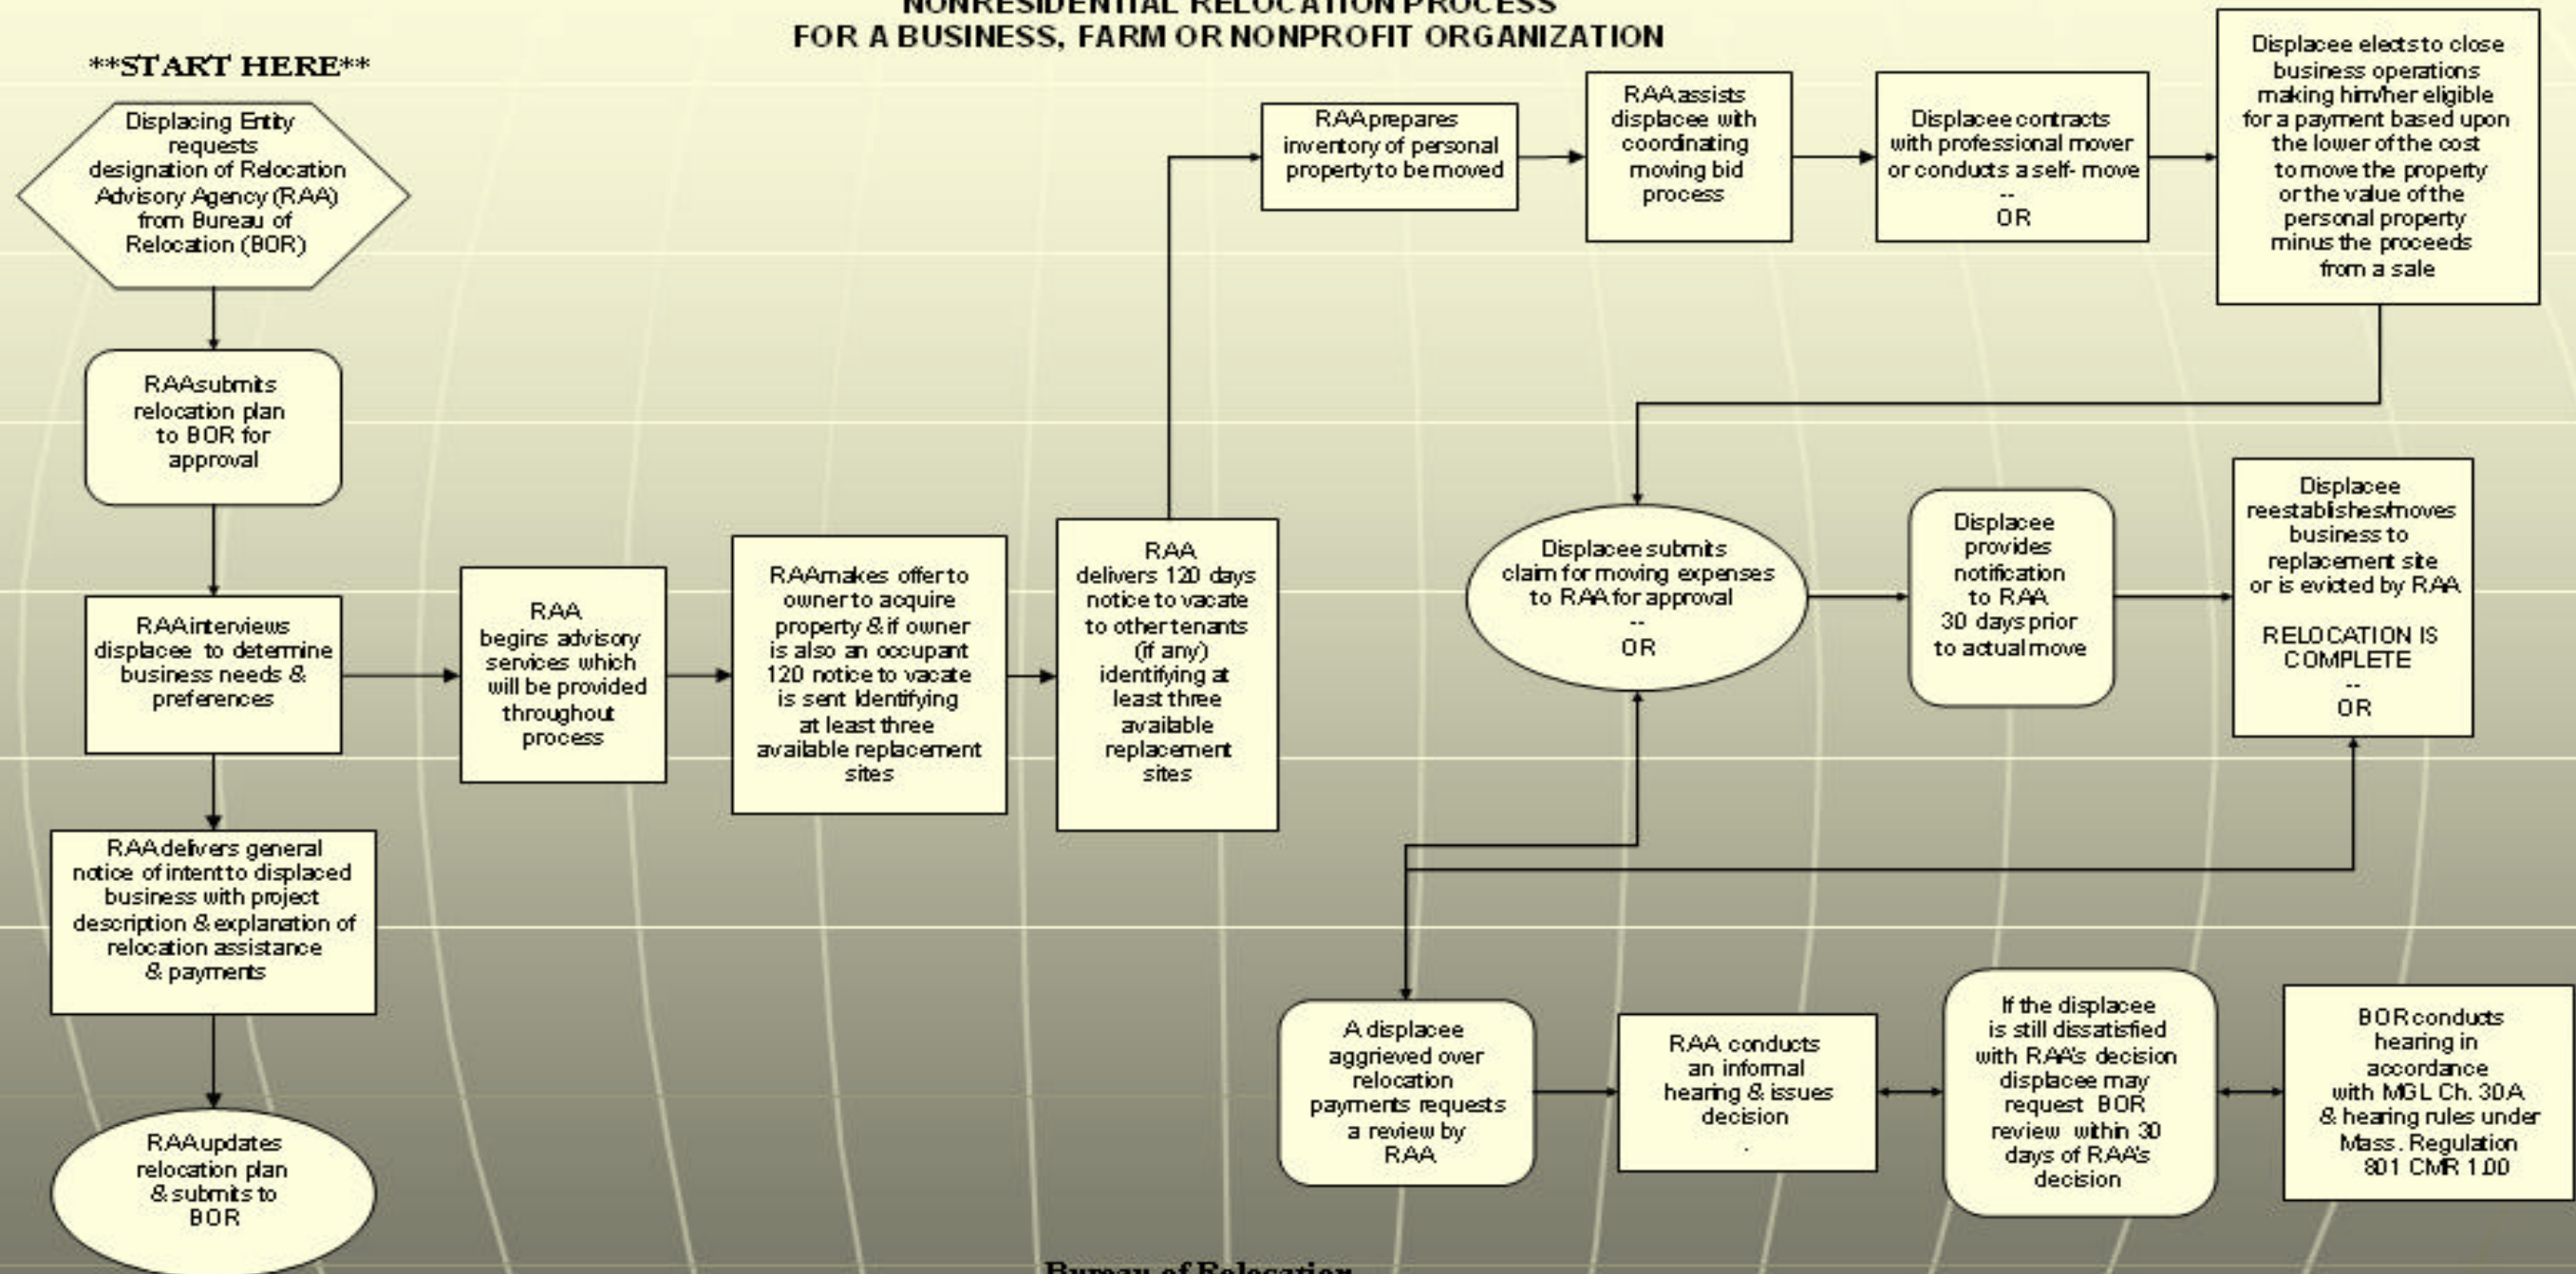 NONRESIDENTIAL RELOCATION PROCESS
FOR A BUSINESS, FARM OR NONPROFIT ORGANIZATION
**START HERE**
Displacing Entity
requests
designation of Relocation
Advisory Agency (RAA)
from Bureau of
Relocation (BOR)
RAA submits
relocation plan
to BOR for
approval
RAA interviews
displacee to determine
business needs &
preferences
RAA delivers general
notice of intent to displaced
business with project
description & explanation of
relocation assistance
& payments
RAA updates
relocation plan
& submits to
BOR
RAA
begins advisory
services which
will be provided
throughout
process
RAA makes offer to
owner to acquire
property & if owner
is also an occupant
120 notice to vacate
is sent Identifying
at least three
available replacement
sites
RAA
delivers 120 days
notice to vacate
to other tenants
(if any)
identifying at
least three
available
replacement
sites
RAA prepares
inventory of personal
property to be moved
RAA assists
displacee with
coordinating
moving bid
process
Displacee contracts
with professional mover
or conducts a self- move
--
OR
Displacee elects to close
business operations
making him/her eligible
for a payment based upon
the lower of the cost
to move the property
or the value of the
personal property
minus the proceeds
from a sale
Displacee submits
claim for moving expenses
to RAA for approval
--
OR
Displacee
provides
notification
to RAA
30 days prior
to actual move
Displacee
reestablishes/moves
business to
replacement site
or is evicted by RAA
RELOCATION IS
COMPLETE
--
OR
A displacee
aggrieved over
relocation
payments requests
a review by
RAA
RAA conducts
an informal
hearing & issues
decision
.
If the displacee
is still dissatisfied
with RAA's decision
displacee may
request BOR
review within 30
days of RAA's
decision
BOR conducts
hearing in
accordance
with MGL Ch. 30A
& hearing rules under
Mass. Regulation
801 CMR 1.00
Bureau of Relocation